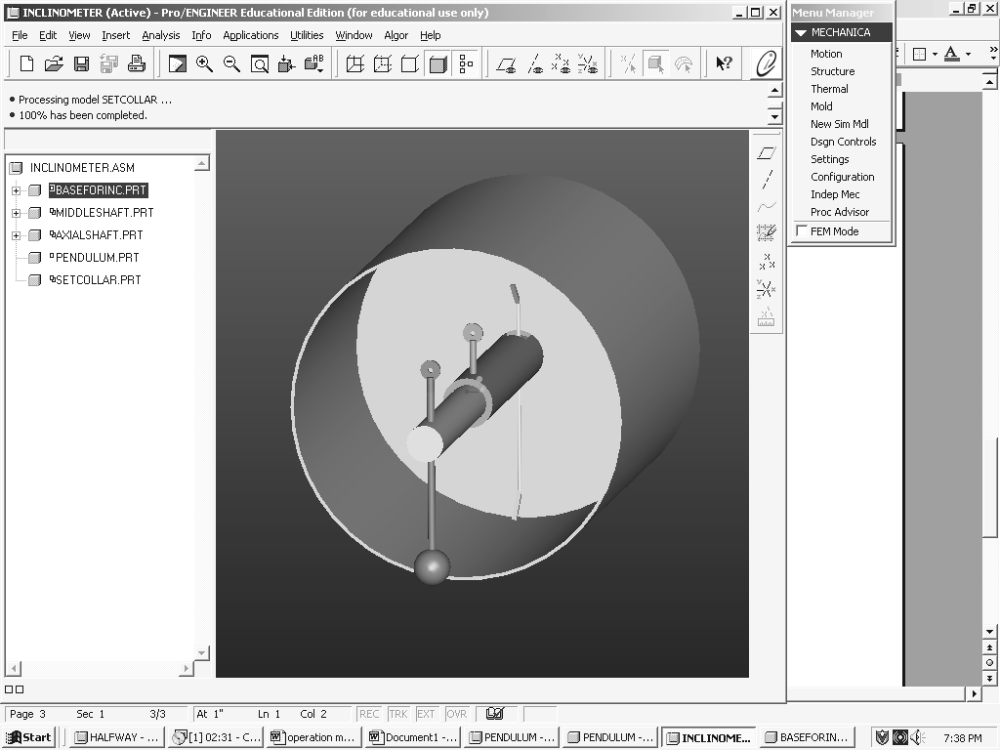 INCLINOMETER (Active) - Pro/ENGINEER Educational Edition (for educational use only)
File Edit View Insert Analysis Info Applications Utilities Window Algor Help
• Processing model SETCOLLAR ...
• 100% has been completed.
INCLINOMETER.ASM
BASEFORINC.PRT
MIDDLESHAFT.PRT
AXIALSHAFT.PRT
PENDULUM.PRT
SETCOLLAR.PRT
Menu Manager
MECHANICA
Motion
Structure
Thermal
Mold
New Sim Mdl
Dsgn Controls
Settings
Configuration
Indep Mec
Proc Advisor
FEM Mode
Page 3 Sec 1 3/3 At 1" Ln 1 Col 2 REC TRK EXT OVR
Start HALFWAY - ... [1] 02:31 - C... operation m... Document1 -... PENDULUM -... PENDULUM -... INCLINOME... BASEFORIN... 7:38 PM